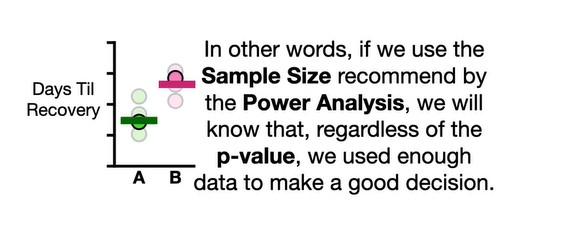 Days Til
Recovery
A B
In other words, if we use the
Sample Size recommend by
the Power Analysis, we will
know that, regardless of the
p-value, we used enough
data to make a good decision.